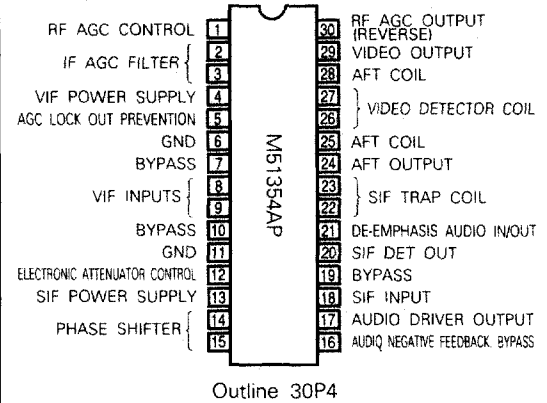 RF AGC CONTROL 1
IF AGC FILTER 2
3
VIF POWER SUPPLY 4
AGC LOCK OUT PREVENTION 5
GND 6
BYPASS 7
VIF INPUTS 8
9
BYPASS 10
GND 11
ELECTRONIC ATTENUATOR CONTROL 12
SIF POWER SUPPLY 13
PHASE SHIFTER 14
15
M51354AP
30 RF AGC OUTPUT
(REVERSE)
29 VIDEO OUTPUT
28 AFT COIL
27 VIDEO DETECTOR COIL
26
25 AFT COIL
24 AFT OUTPUT
23 SIF TRAP COIL
22
21 DE-EMPHASIS AUDIO IN/OUT
20 SIF DET OUT
19 BYPASS
18 SIF INPUT
17 AUDIO DRIVER OUTPUT
16 AUDIO NEGATIVE FEEDBACK BYPASS
Outline 30P4